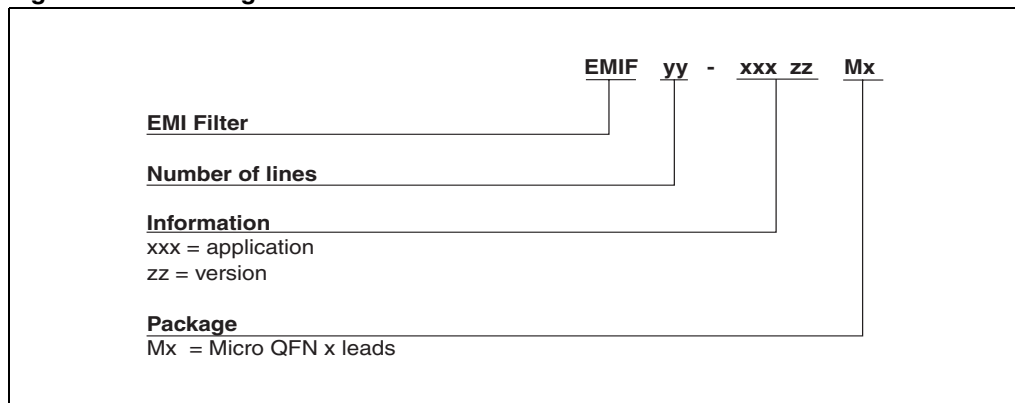 EMIF yy - xxx zz Mx
EMI Filter
Number of lines
Information
xxx = application
zz = version
Package
Mx = Micro QFN x leads